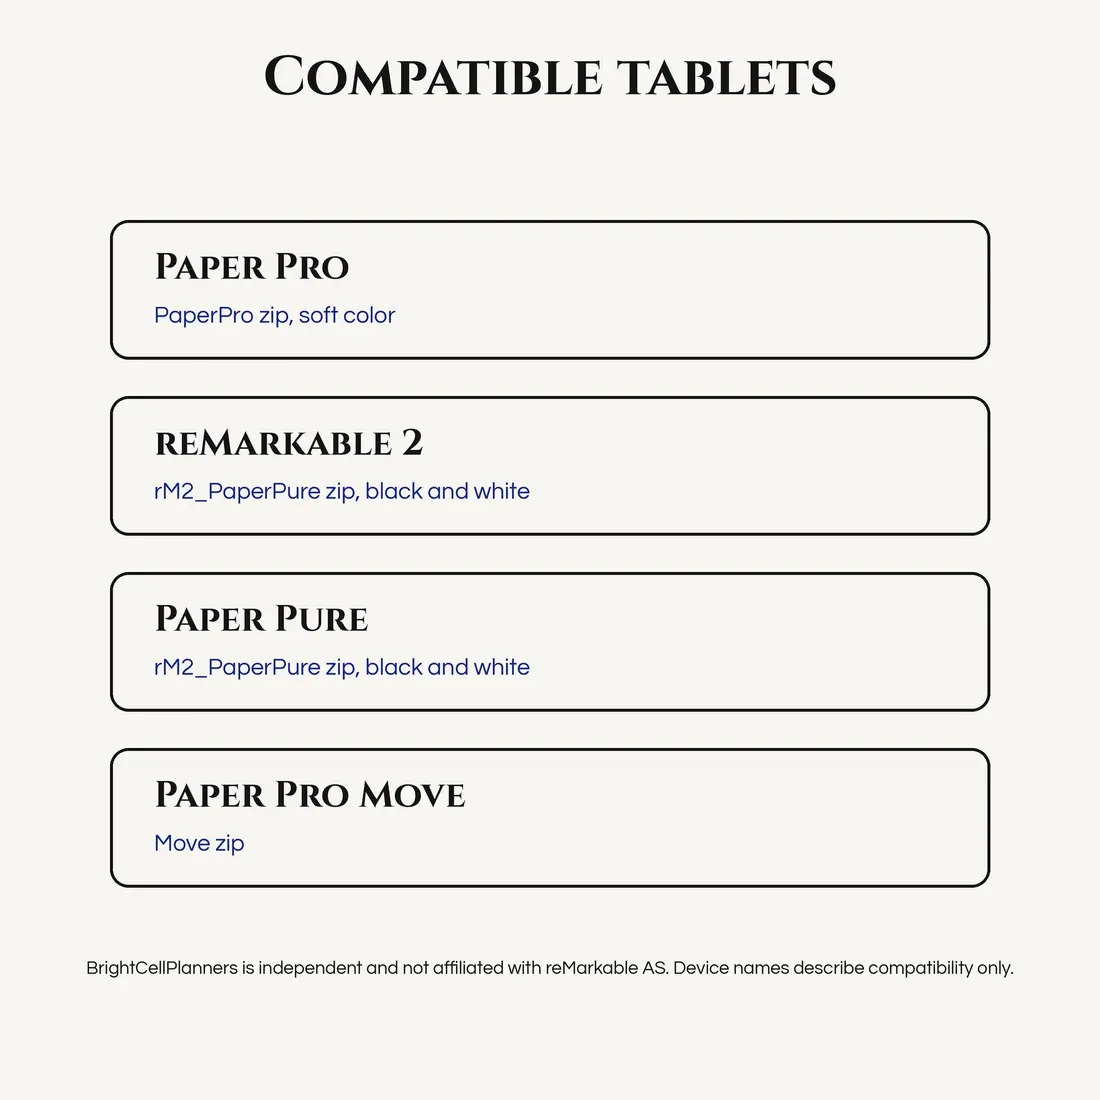 Compatible tablets
Paper Pro
PaperPro zip, soft color
reMarkable 2
rM2_PaperPure zip, black and white
Paper Pure
rM2_PaperPure zip, black and white
Paper Pro Move
Move zip
BrightCellPlanners is independent and not affiliated with reMarkable AS. Device names describe compatibility only.